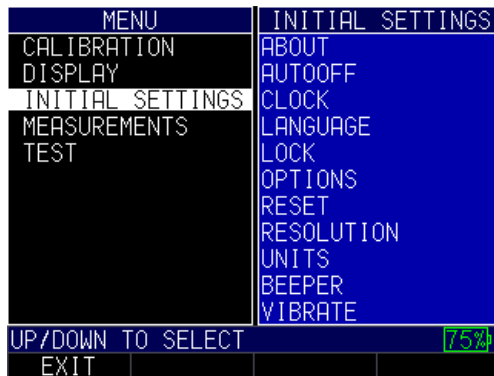 MENU
CALIBRATION
DISPLAY
INITIAL SETTINGS
MEASUREMENTS
TEST
INITIAL SETTINGS
ABOUT
AUTOOFF
CLOCK
LANGUAGE
LOCK
OPTIONS
RESET
RESOLUTION
UNITS
BEEPER
VIBRATE
UP/DOWN TO SELECT
75%
EXIT